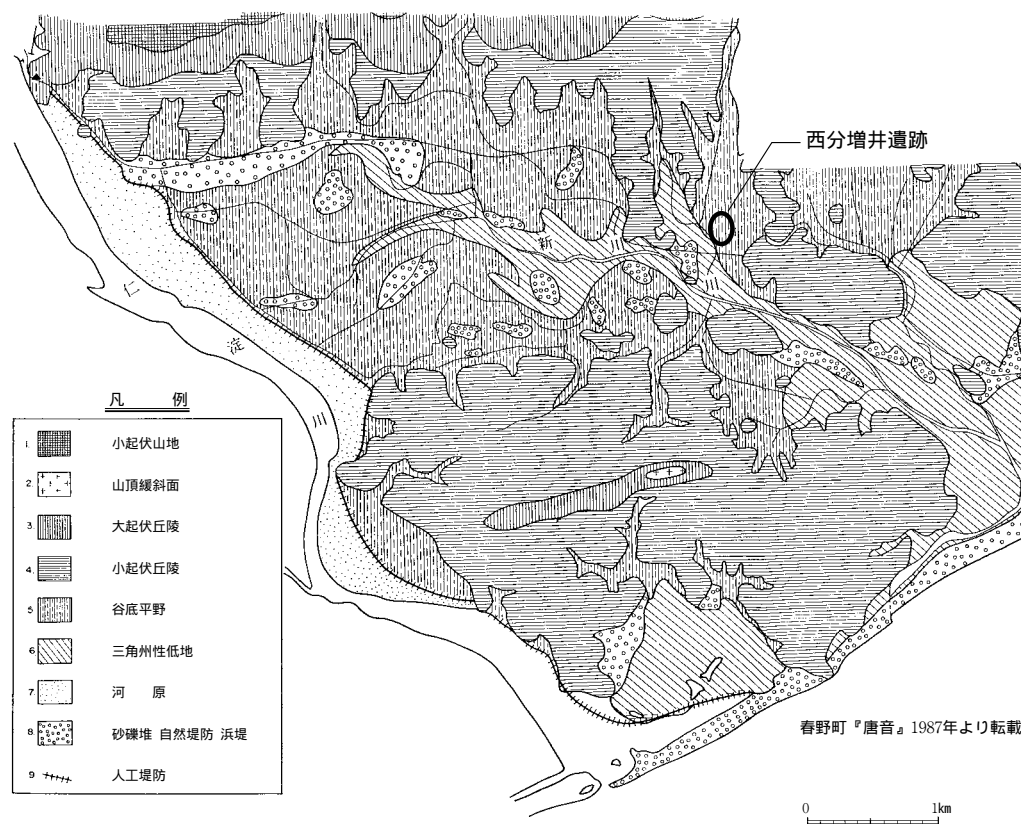 西分増井遺跡
新
川
川
仁
淀
川
凡　例
1. 小起伏山地
2. 山頂緩斜面
3. 大起伏丘陵
4. 小起伏丘陵
5 谷底平野
6 三角州性低地
7. 河　原
8. 砂礫堆 自然堤防 浜堤
9 人工堤防
春野町『唐音』1987年より転載
0 1km